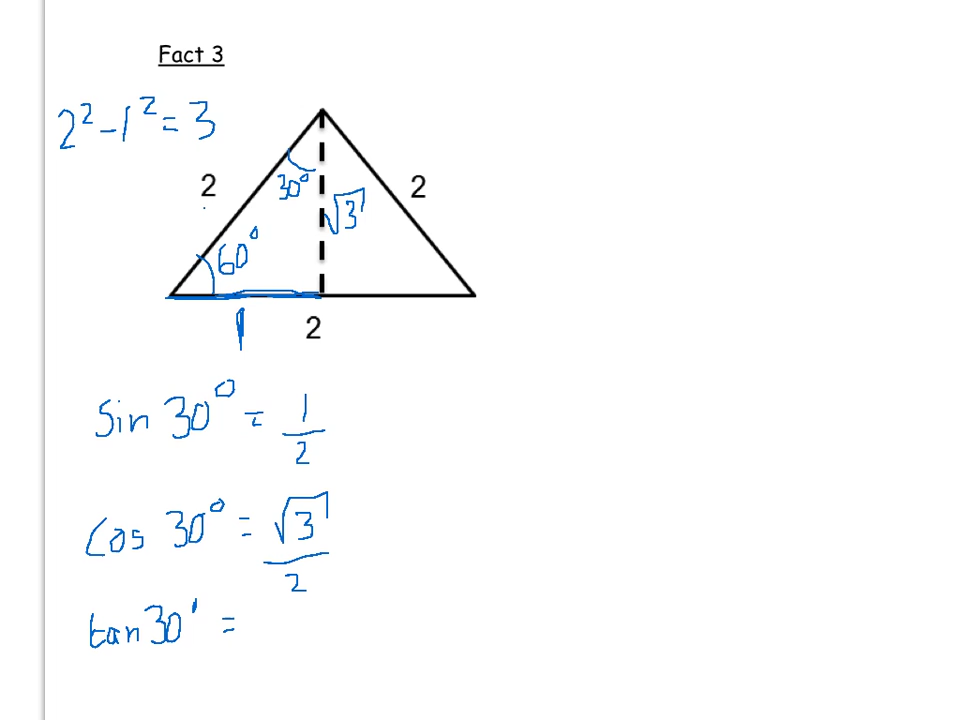 Fact 3
2² - 1² = 3
2
30°
√3
2
60°
1
2
sin 30° = 1/2
cos 30° = √3/2
tan 30° =